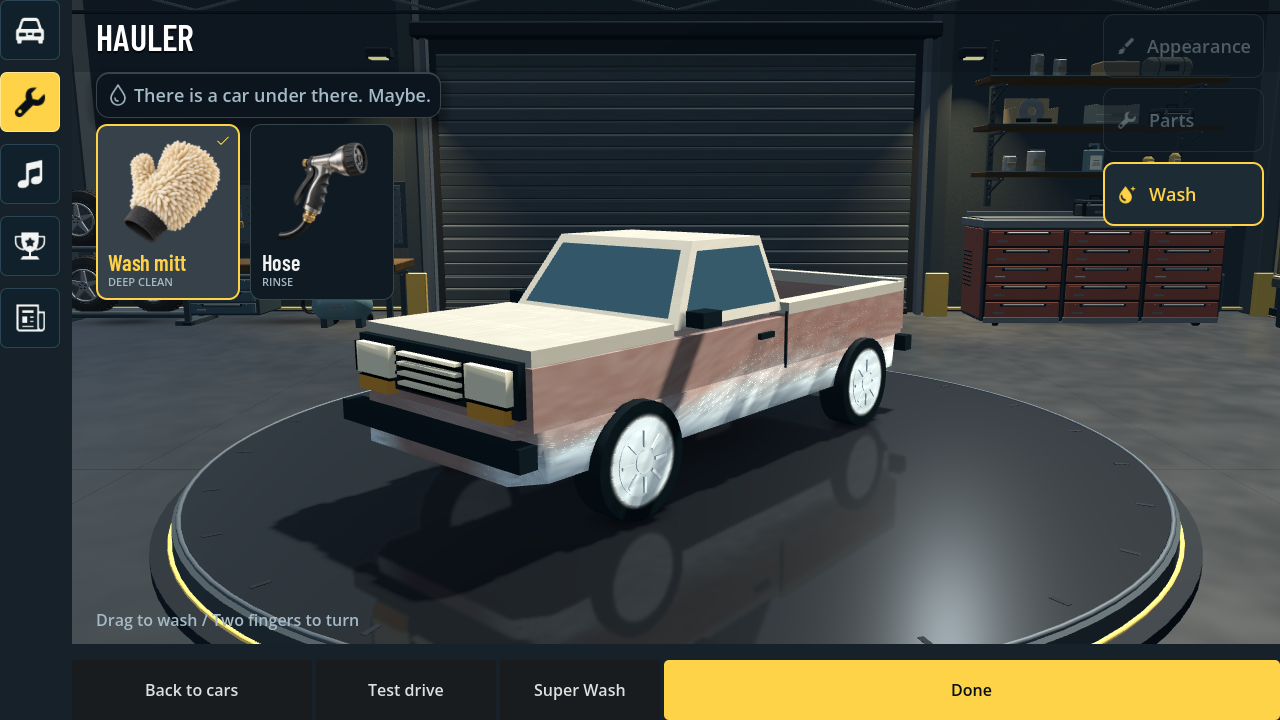 HAULER
There is a car under there. Maybe.
Wash mitt
DEEP CLEAN
Hose
RINSE
Appearance
Parts
Wash
Drag to wash / Two fingers to turn
Back to cars
Test drive
Super Wash
Done